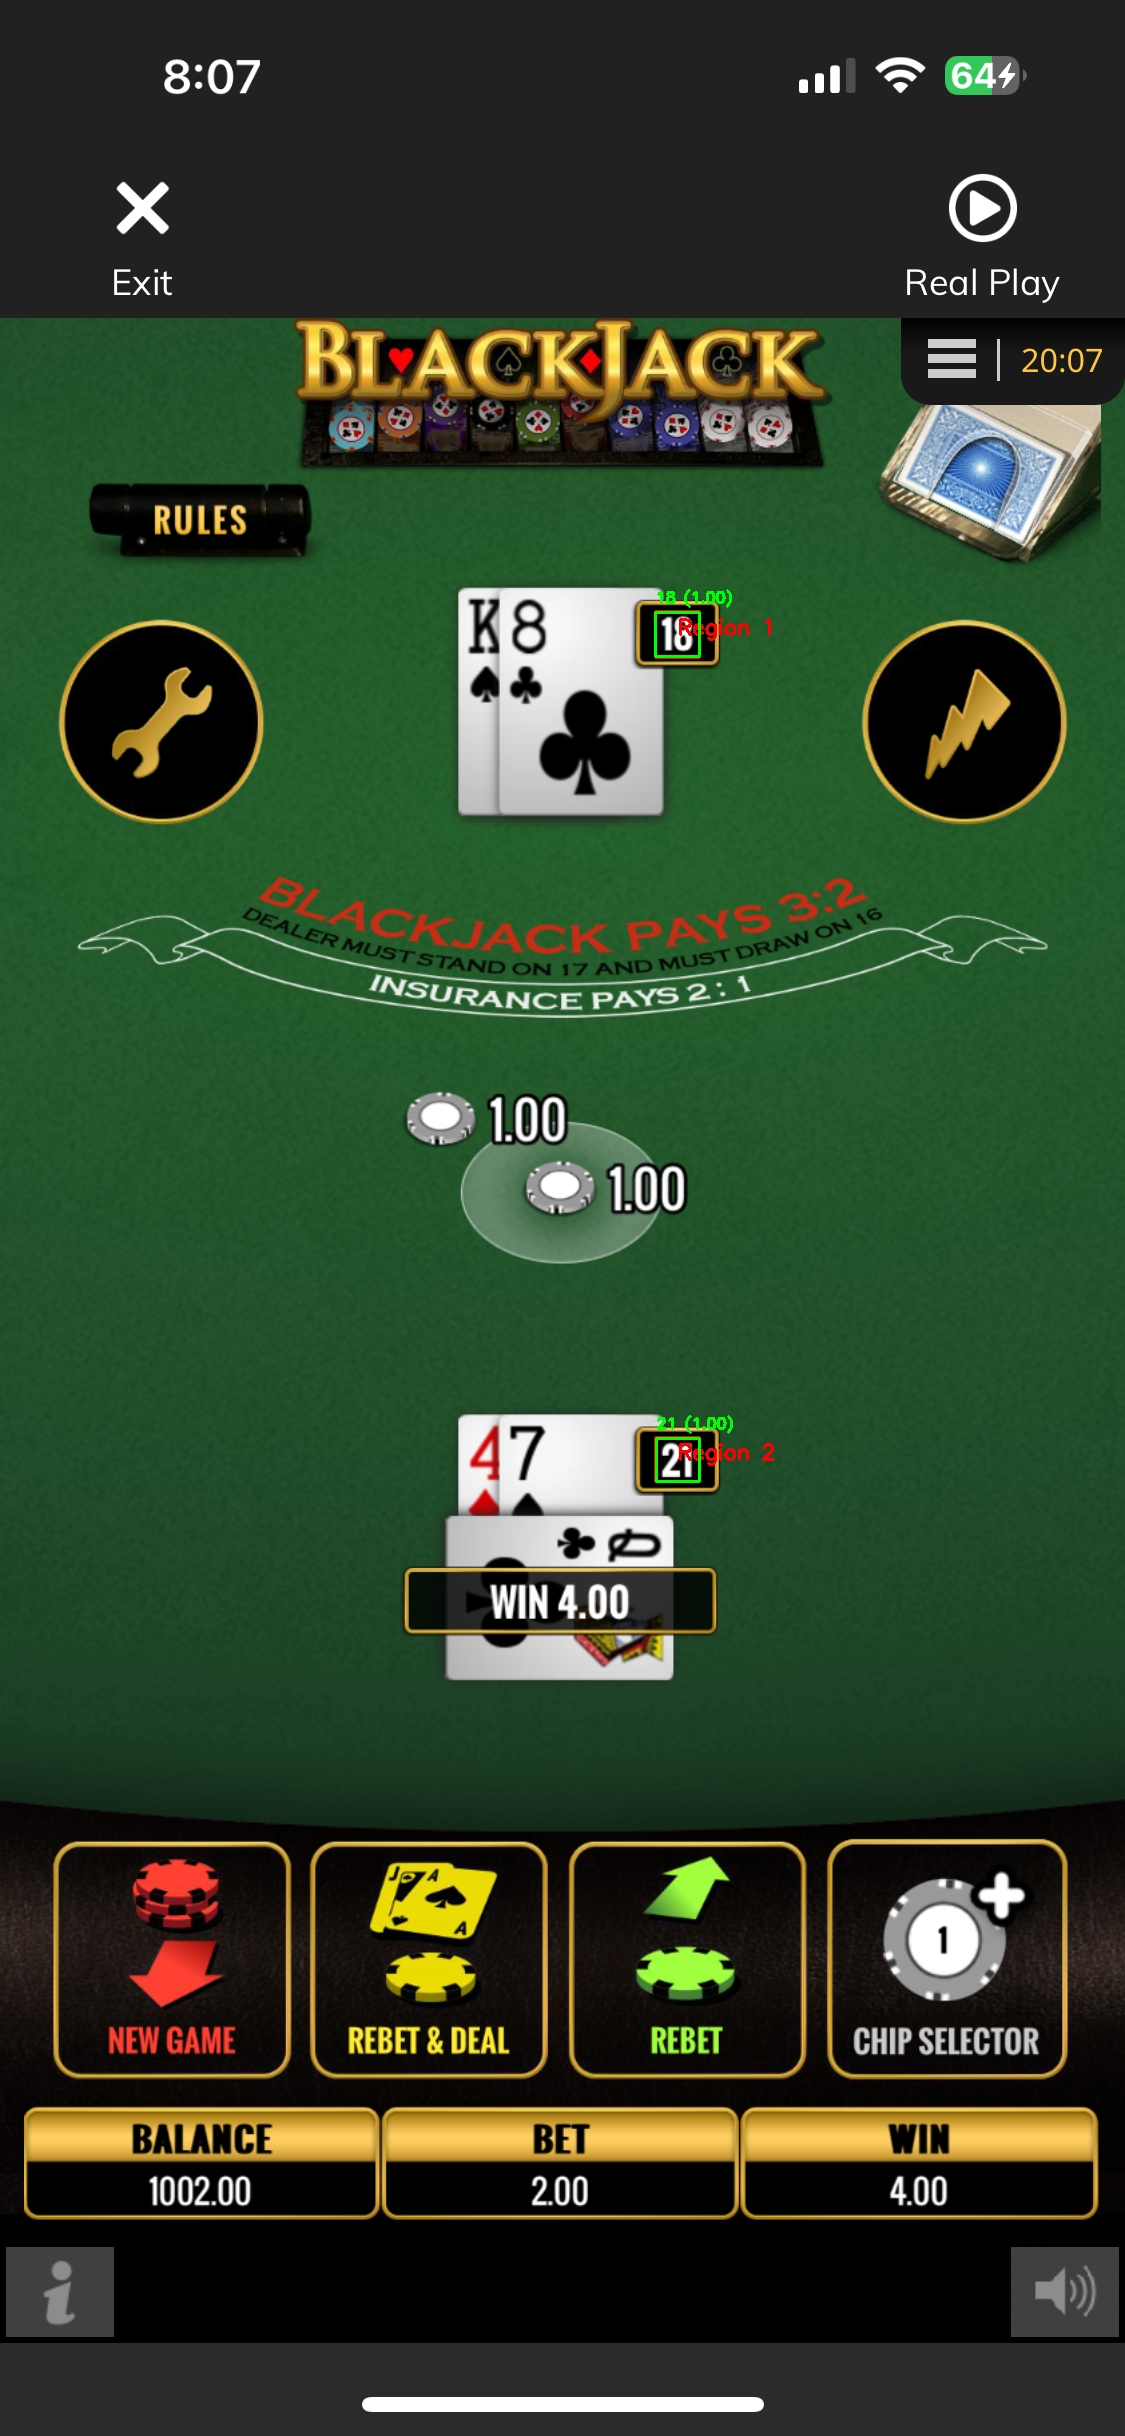 8:07
64
Exit
Real Play
BLACKJACK
20:07
RULES
K 8
18 (1.00)
18
Region 1
BLACKJACK PAYS 3:2
DEALER MUST STAND ON 17 AND MUST DRAW ON 16
INSURANCE PAYS 2 : 1
1.00
1.00
4 7
21 (1.00)
21
Region 2
Q
WIN 4.00
J A
A
1
NEW GAME
REBET & DEAL
REBET
CHIP SELECTOR
BALANCE
BET
WIN
1002.00
2.00
4.00
i